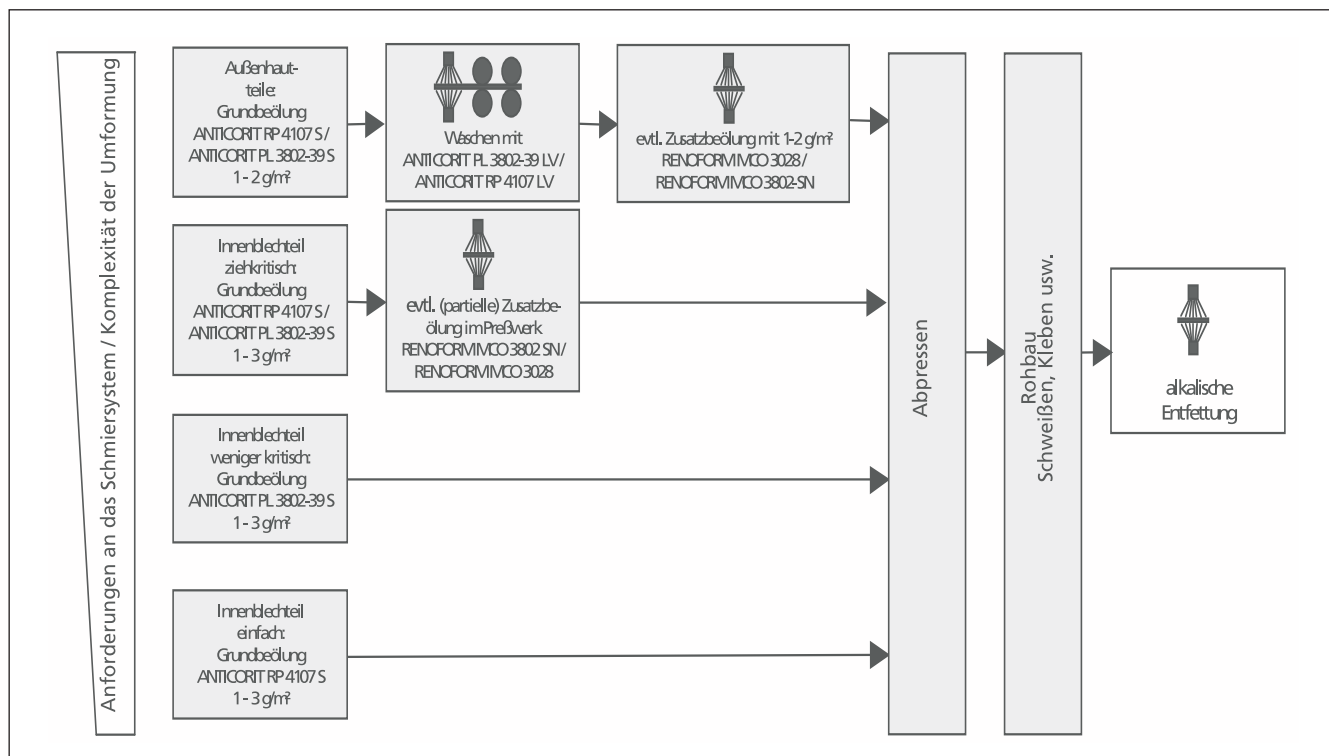 Anforderungen an das Schmiersystem / Komplexität der Umformung
Außenhaut-
teile:
Grundbeölung
ANTICORIT RP 4107 S /
ANTICORIT PL 3802-39 S
1 - 2 g/m²
Waschen mit
ANTICORIT PL 3802-39 LV /
ANTICORIT RP 4107 LV
evtl. Zusatzbeölung mit 1-2 g/m²
RENOFORM MCO 3028 /
RENOFORM MCO 3802-SN
Innenblechteil
ziehkritisch:
Grundbeölung
ANTICORIT RP 4107 S /
ANTICORIT PL 3802-39 S
1 - 3 g/m²
evtl. (partielle) Zusatzbe-
ölung im Preßwerk
RENOFORM MCO 3802 SN /
RENOFORM MCO 3028
Innenblechteil
weniger kritisch:
Grundbeölung
ANTICORIT PL 3802-39 S
1 - 3 g/m²
Innenblechteil
einfach:
Grundbeölung
ANTICORIT RP 4107 S
1 - 3 g/m²
Abpressen
Rohbau
Schweißen, Kleben usw.
alkalische
Entfettung